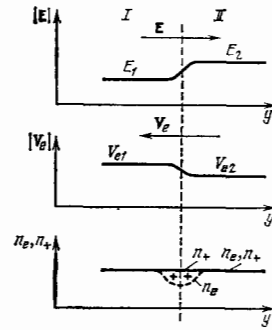 |E| I II
E
E₁ E₂
y
|Vₑ| Vₑ
Vₑ₁ Vₑ₂
y
nₑ, n₊ n₊ nₑ, n₊
+ +
nₑ
y